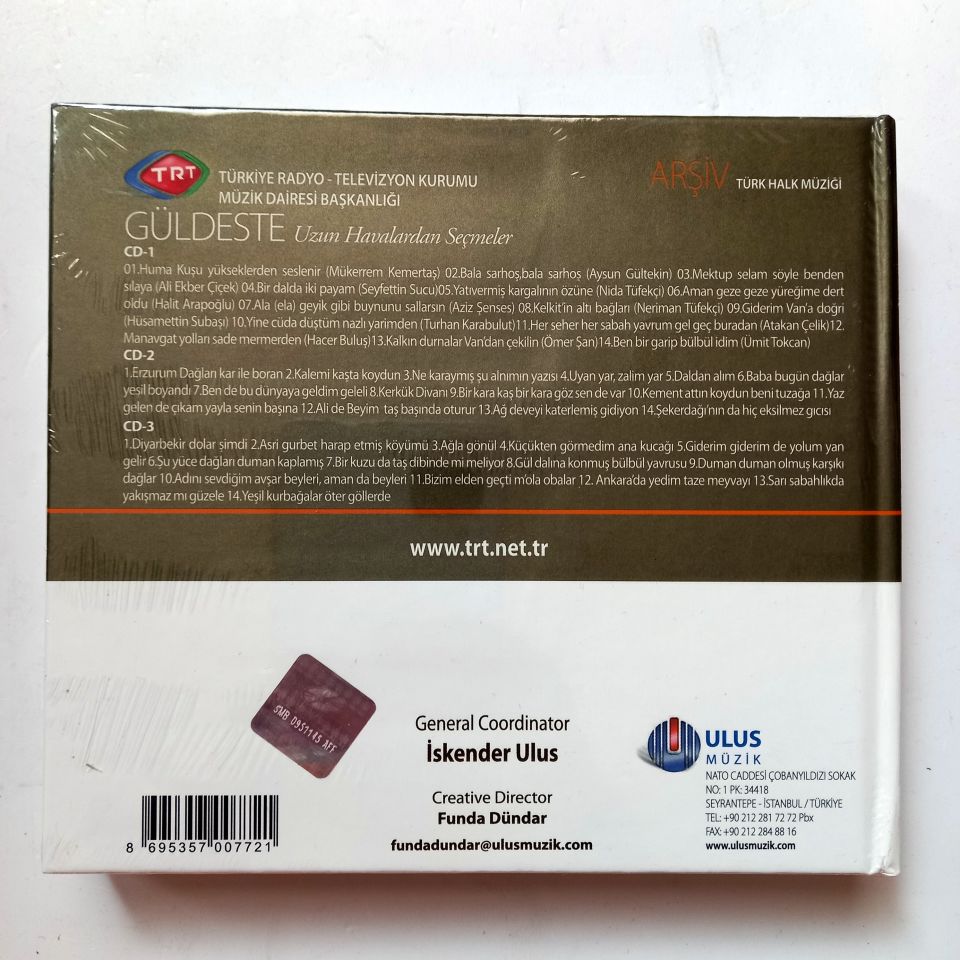 TRT
TÜRKİYE RADYO - TELEVİZYON KURUMU
MÜZİK DAİRESİ BAŞKANLIĞI
ARŞİV TÜRK HALK MÜZİĞİ
GÜLDESTE Uzun Havalardan Seçmeler
CD-1
01.Huma Kuşu yükseklerden seslenir (Mükerrem Kemertaş) 02.Bala sarhoş,bala sarhoş (Aysun Gültekin) 03.Mektup selam söyle benden
sılaya (Ali Ekber Çiçek) 04.Bir dalda iki payam (Seyfettin Sucu)05.Yatıvermiş kargalının özüne (Nida Tüfekçi) 06.Aman geze geze yüreğime dert
oldu (Halit Arapoğlu) 07.Ala (ela) geyik gibi buynunu sallarsın (Aziz Şenses) 08.Kelkit'in altı bağları (Neriman Tüfekçi) 09.Giderim Van'a doğri
(Hüsamettin Subaşı) 10.Yine cüda düştüm nazlı yarimden (Turhan Karabulut)11.Her seher her sabah yavrum gel geç buradan (Atakan Çelik)12.
Manavgat yolları sade mermerden (Hacer Buluş)13.Kalkın durnalar Van'dan çekilin (Ömer Şan)14.Ben bir garip bülbül idim (Ümit Tokcan)
CD-2
1.Erzurum Dağları kar ile boran 2.Kalemi kaşta koydun 3.Ne karaymış şu alnımın yazısı 4.Uyan yar, zalim yar 5.Daldan alım 6.Baba bugün dağlar
yeşil boyandı 7.Ben de bu dünyaya geldim geleli 8.Kerkük Divanı 9.Bir kara kaş bir kara göz sen de var 10.Kement attın koydun beni tuzağa 11.Yaz
gelen de çıkam yayla senin başına 12.Ali de Beyim taş başında oturur 13.Ağ deveyi katerlemiş gidiyon 14.Şekerdağı'nın da hiç eksilmez gıcısı
CD-3
1.Diyarbekir dolar şimdi 2.Asri gurbet harap etmiş köyümü 3.Ağla gönül 4.Küçükten görmedim ana kucağı 5.Giderim giderim de yolum yan
gelir 6.Şu yüce dağları duman kaplamış 7.Bir kuzu da taş dibinde mi meliyor 8.Gül dalına konmuş bülbül yavrusu 9.Duman duman olmuş karşıki
dağlar 10.Adını sevdiğim avşar beyleri, aman da beyleri 11.Bizim elden geçti m'ola obalar 12. Ankara'da yedim taze meyvayı 13.Sarı sabahlıkda
yakışmaz mı güzele 14.Yeşil kurbağalar öter göllerde
www.trt.net.tr
SMB 0951145 AFF
General Coordinator
İskender Ulus
Creative Director
Funda Dündar
fundadundar@ulusmuzik.com
ULUS
MÜZİK
NATO CADDESİ ÇOBANYILDIZI SOKAK
NO: 1 PK: 34418
SEYRANTEPE - İSTANBUL / TÜRKİYE
TEL: +90 212 281 72 72 Pbx
FAX: +90 212 284 88 16
www.ulusmuzik.com
8 695357 007721